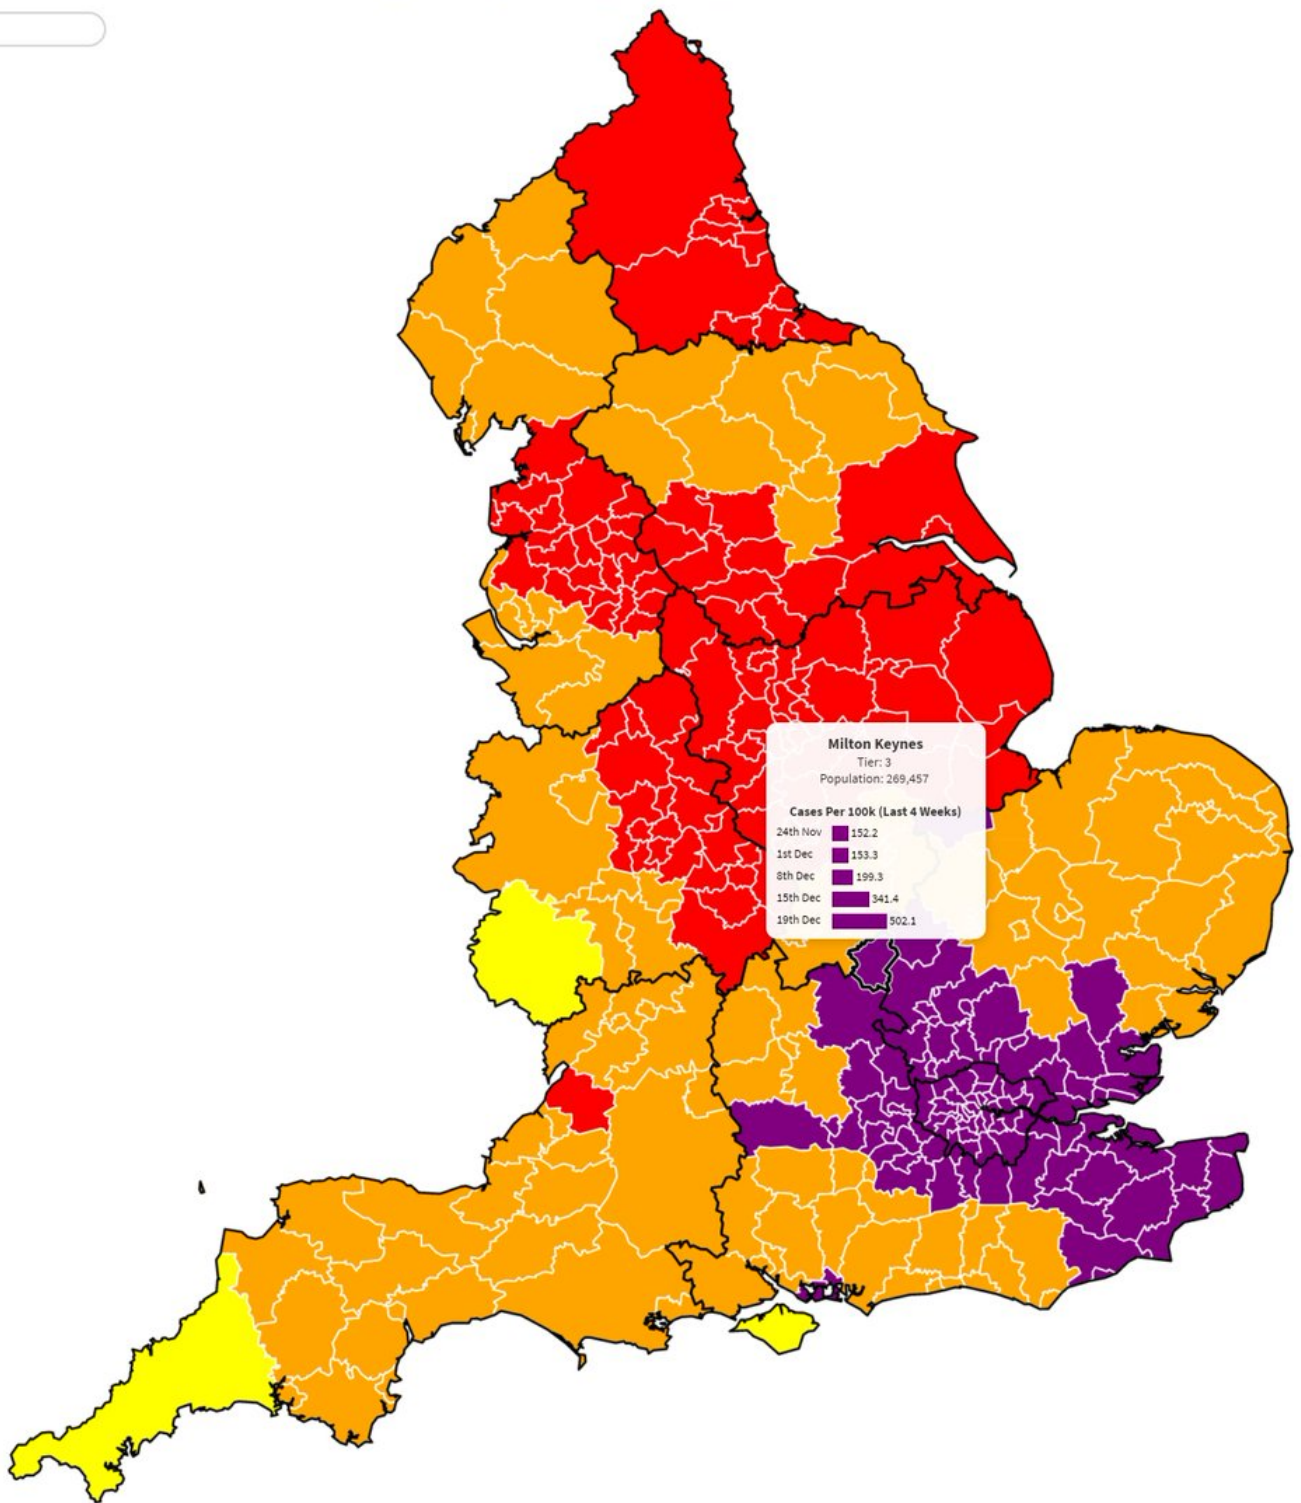 Milton Keynes
Tier: 3
Population: 269,457
Cases Per 100k (Last 4 Weeks)
24th Nov 152.2
1st Dec 153.3
8th Dec 199.3
15th Dec 341.4
19th Dec 502.1